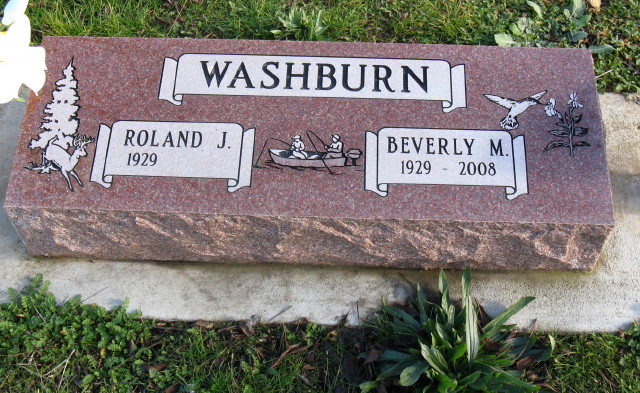 WASHBURN
ROLAND J.
1929
BEVERLY M.
1929 - 2008